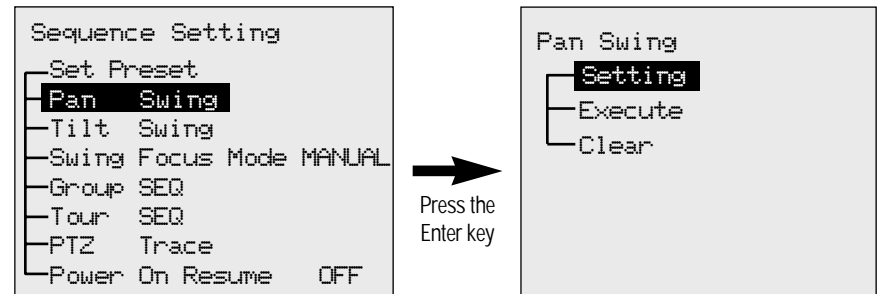 Sequence Setting
Set Preset
Pan Swing
Tilt Swing
Swing Focus Mode MANUAL
Group SEQ
Tour SEQ
PTZ Trace
Power On Resume OFF
Press the
Enter key
Pan Swing
Setting
Execute
Clear